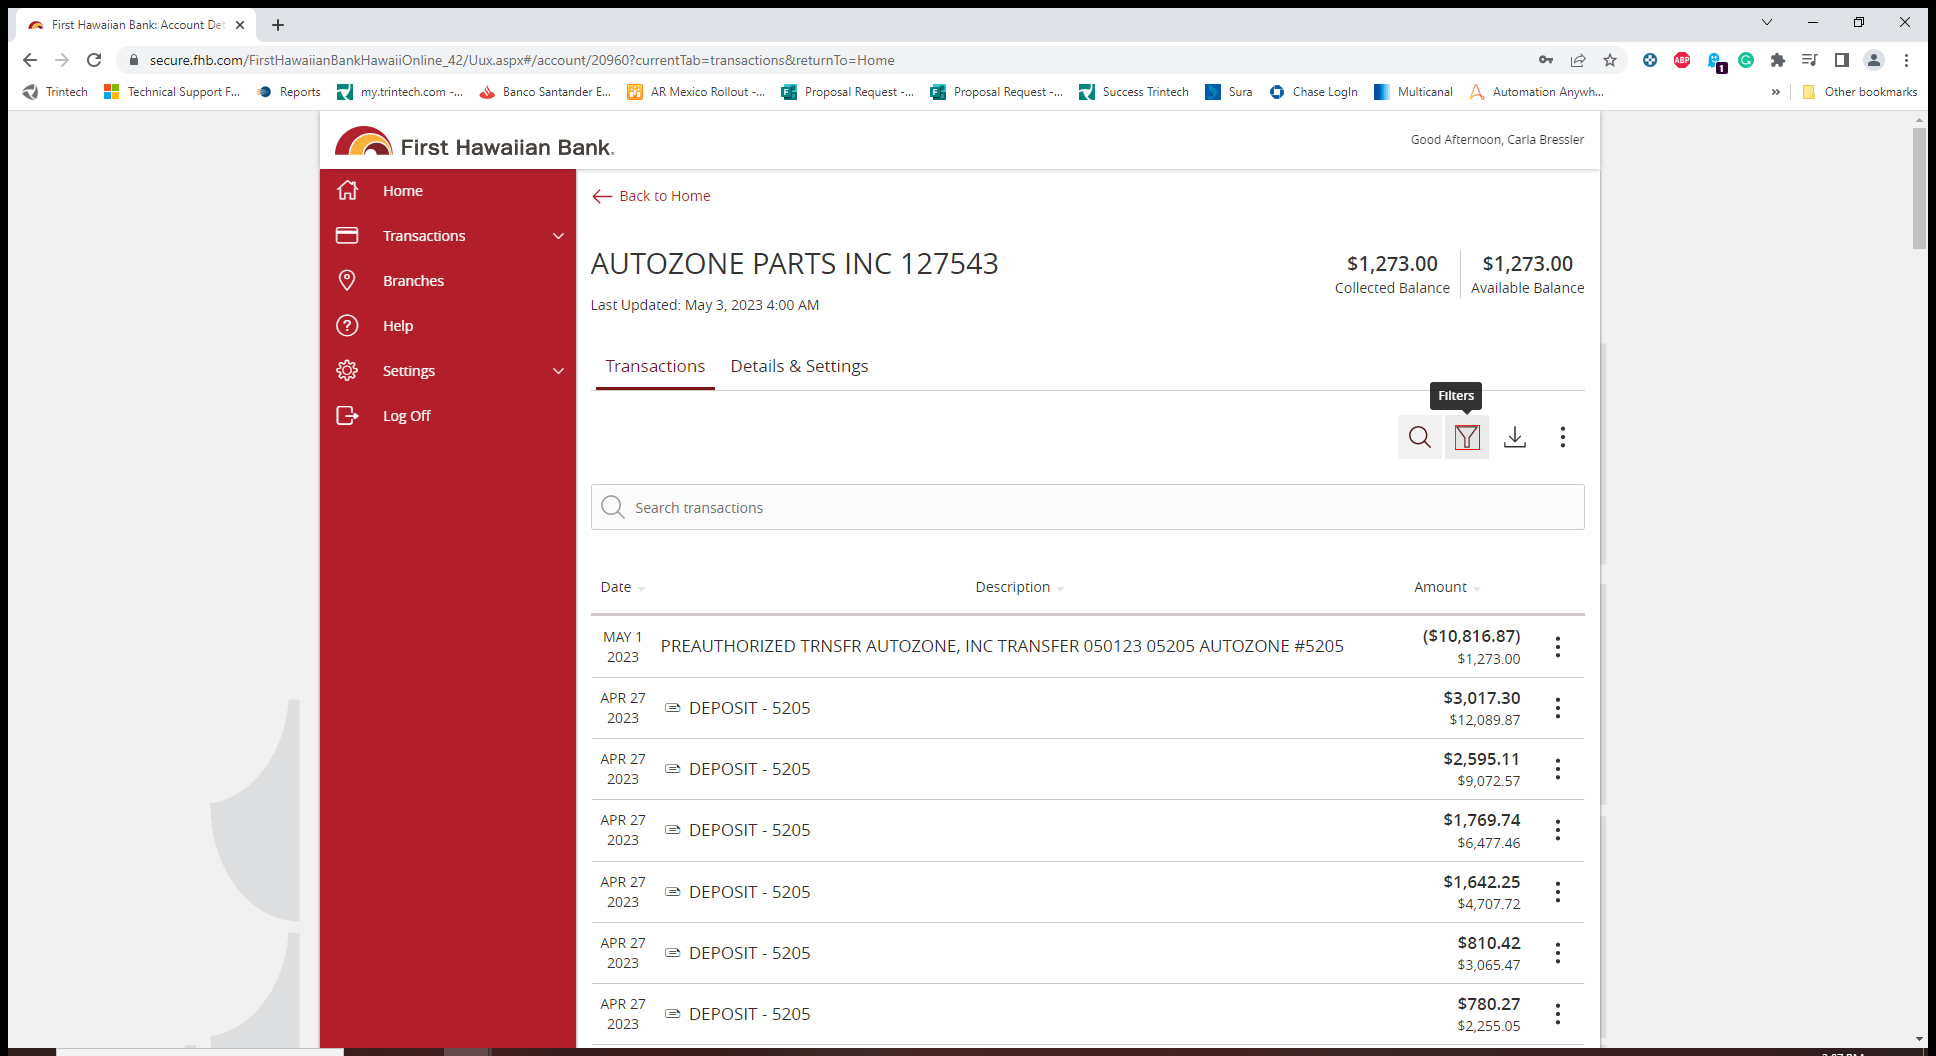 First Hawaiian Bank: Account Det
secure.fhb.com/FirstHawaiianBankHawaiiOnline_42/Uux.aspx#/account/20960?currentTab=transactions&returnTo=Home
ABP
1
Trintech
Technical Support F...
Reports
my.trintech.com -...
Banco Santander E...
AR Mexico Rollout -...
Proposal Request -...
Proposal Request -...
Success Trintech
Sura
Chase LogIn
Multicanal
Automation Anywh...
»
Other bookmarks
First Hawaiian Bank.
Good Afternoon, Carla Bressler
Home
Transactions
Branches
Help
Settings
Log Off
Back to Home
AUTOZONE PARTS INC 127543
Last Updated: May 3, 2023 4:00 AM
$1,273.00
Collected Balance
$1,273.00
Available Balance
Transactions
Details & Settings
Filters
Search transactions
Date
Description
Amount
MAY 1
2023
PREAUTHORIZED TRNSFR AUTOZONE, INC TRANSFER 050123 05205 AUTOZONE #5205
($10,816.87)
$1,273.00
APR 27
2023
DEPOSIT - 5205
$3,017.30
$12,089.87
APR 27
2023
DEPOSIT - 5205
$2,595.11
$9,072.57
APR 27
2023
DEPOSIT - 5205
$1,769.74
$6,477.46
APR 27
2023
DEPOSIT - 5205
$1,642.25
$4,707.72
APR 27
2023
DEPOSIT - 5205
$810.42
$3,065.47
APR 27
2023
DEPOSIT - 5205
$780.27
$2,255.05